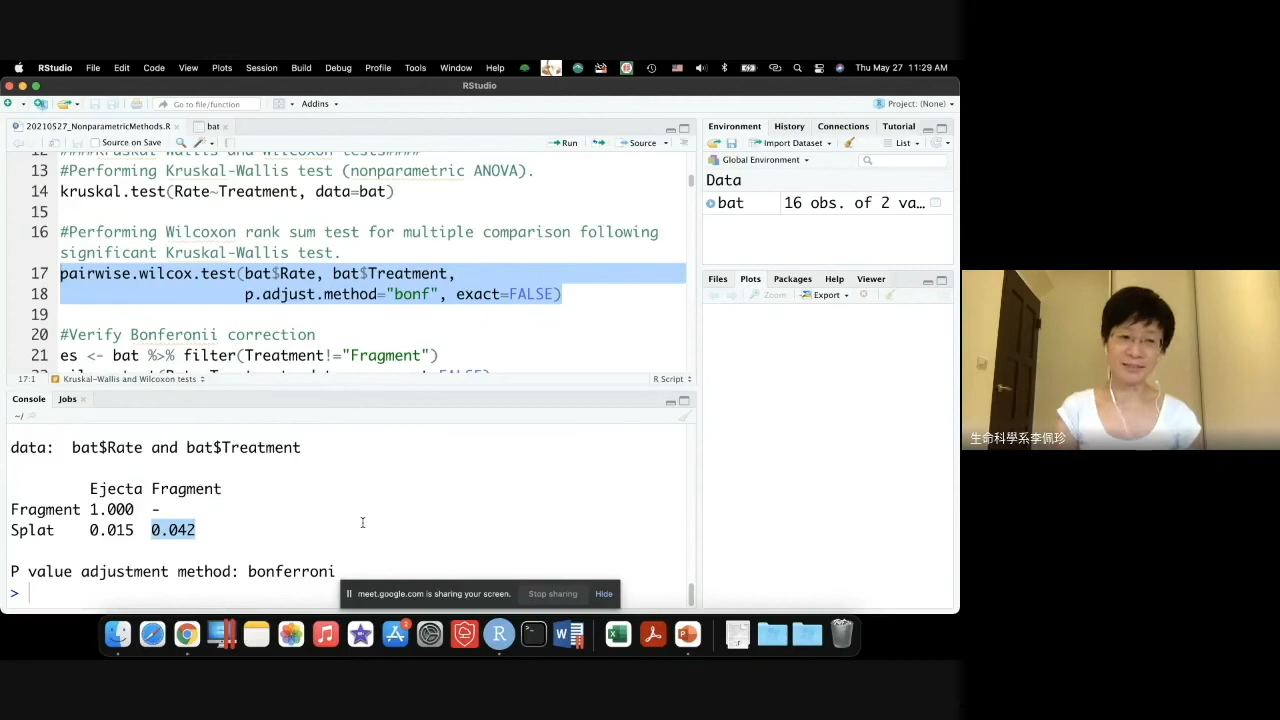 RStudio File Edit Code View Plots Session Build Debug Profile Tools Window Help Thu May 27 11:29 AM
RStudio
Go to file/function Addins Project: (None)
20210527_NonparametricMethods.R bat
Source on Save Run Source
13 #Performing Kruskal-Wallis test (nonparametric ANOVA).
14 kruskal.test(Rate~Treatment, data=bat)
15
16 #Performing Wilcoxon rank sum test for multiple comparison following
significant Kruskal-Wallis test.
17 pairwise.wilcox.test(bat$Rate, bat$Treatment,
18 p.adjust.method="bonf", exact=FALSE)
19
20 #Verify Bonferonii correction
21 es <- bat %>% filter(Treatment!="Fragment")
17:1 Kruskal-Wallis and Wilcoxon tests R Script
Console Jobs
~/
data: bat$Rate and bat$Treatment
Ejecta Fragment
Fragment 1.000 -
Splat 0.015 0.042
P value adjustment method: bonferroni
>
meet.google.com is sharing your screen. Stop sharing Hide
Environment History Connections Tutorial
Import Dataset List
Global Environment
Data
bat 16 obs. of 2 va…
Files Plots Packages Help Viewer
Zoom Export
生命科學系李佩珍